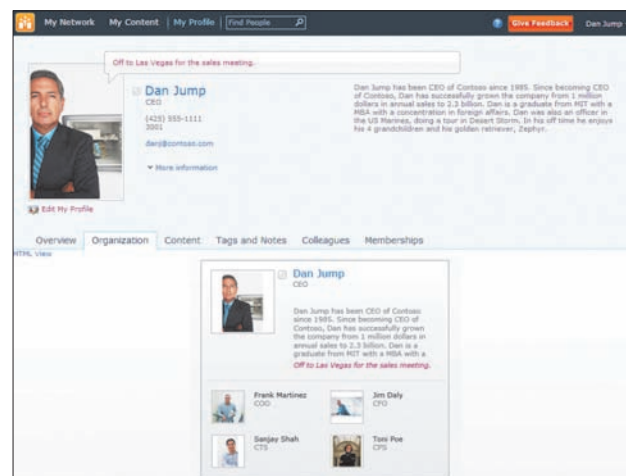 My Network My Content My Profile Find People Give Feedback Dan Jump
Off to Las Vegas for the sales meeting.
Dan Jump
CEO
(425) 555-1111
3001
danj@contoso.com
More information
Dan Jump has been CEO of Contoso since 1985. Since becoming CEO
of Contoso, Dan has successfully grown the company from 1 million
dollars in annual sales to 2.3 billion. Dan is a graduate from MIT with a
MBA with a concentration in foreign affairs. Dan was also an officer in
the US Marines, doing a tour in Desert Storm. In his off time he enjoys
his 4 grandchildren and his golden retriever, Zephyr.
Edit My Profile
Overview Organization Content Tags and Notes Colleagues Memberships
HTML view
Dan Jump
CEO
Dan Jump has been CEO of Contoso
since 1985. Since becoming CEO of
Contoso, Dan has successfully grown
the company from 1 million dollars in
annual sales to 2.3 billion. Dan is a
graduate from MIT with a MBA with a
Off to Las Vegas for the sales meeting.
Frank Martinez
COO
Jim Daly
CFO
Sanjay Shah
CTS
Toni Poe
CPS